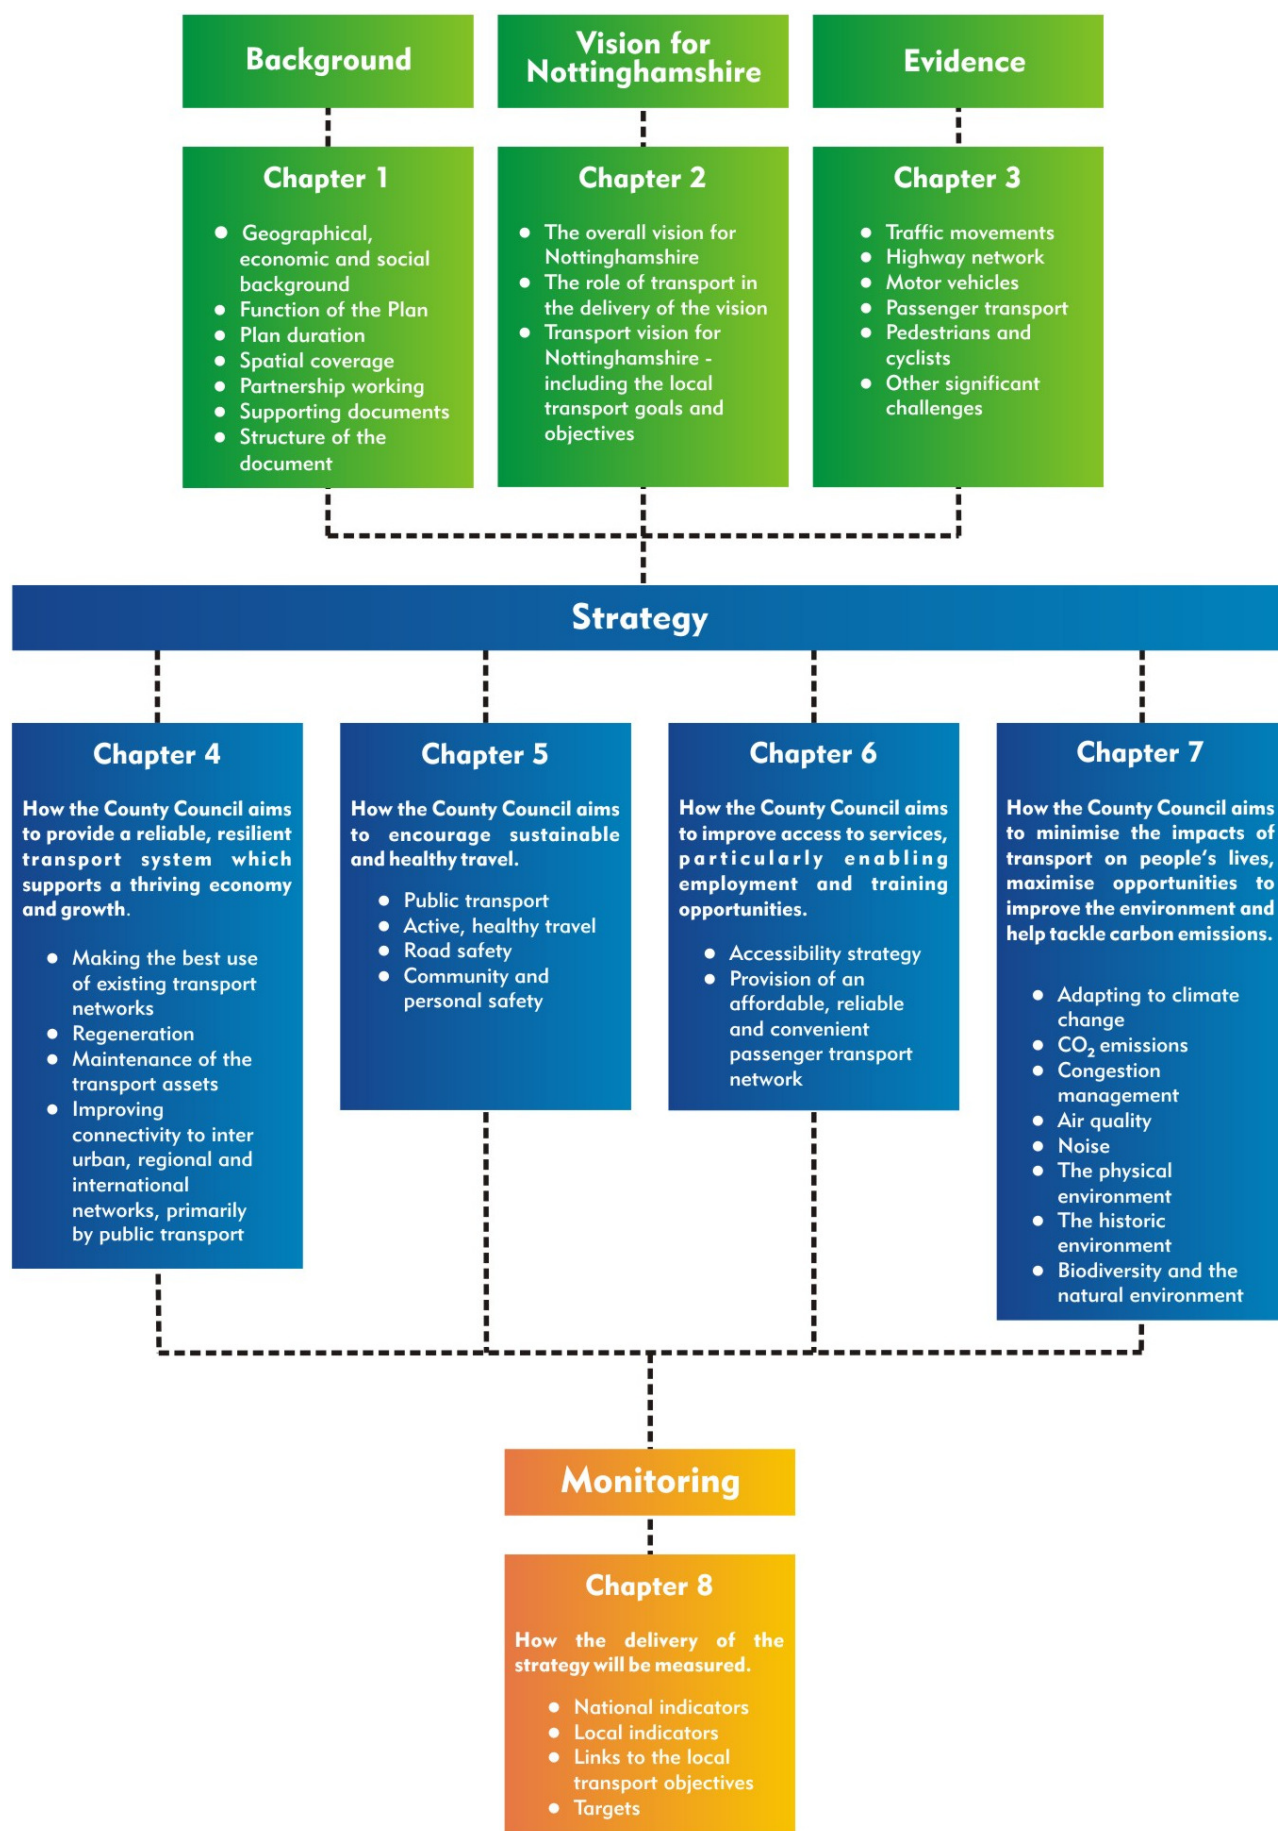 Background
Vision for
Nottinghamshire
Evidence
Chapter 1
● Geographical,
economic and social
background
● Function of the Plan
● Plan duration
● Spatial coverage
● Partnership working
● Supporting documents
● Structure of the
document
Chapter 2
● The overall vision for
Nottinghamshire
● The role of transport in
the delivery of the vision
● Transport vision for
Nottinghamshire -
including the local
transport goals and
objectives
Chapter 3
● Traffic movements
● Highway network
● Motor vehicles
● Passenger transport
● Pedestrians and
cyclists
● Other significant
challenges
Strategy
Chapter 4
How the County Council aims
to provide a reliable, resilient
transport system which
supports a thriving economy
and growth.
● Making the best use
of existing transport
networks
● Regeneration
● Maintenance of the
transport assets
● Improving
connectivity to inter
urban, regional and
international
networks, primarily
by public transport
Chapter 5
How the County Council aims
to encourage sustainable
and healthy travel.
● Public transport
● Active, healthy travel
● Road safety
● Community and
personal safety
Chapter 6
How the County Council aims
to improve access to services,
particularly enabling
employment and training
opportunities.
● Accessibility strategy
● Provision of an
affordable, reliable
and convenient
passenger transport
network
Chapter 7
How the County Council aims
to minimise the impacts of
transport on people's lives,
maximise opportunities to
improve the environment and
help tackle carbon emissions.
● Adapting to climate
change
● CO₂ emissions
● Congestion
management
● Air quality
● Noise
● The physical
environment
● The historic
environment
● Biodiversity and the
natural environment
Monitoring
Chapter 8
How the delivery of the
strategy will be measured.
● National indicators
● Local indicators
● Links to the local
transport objectives
● Targets